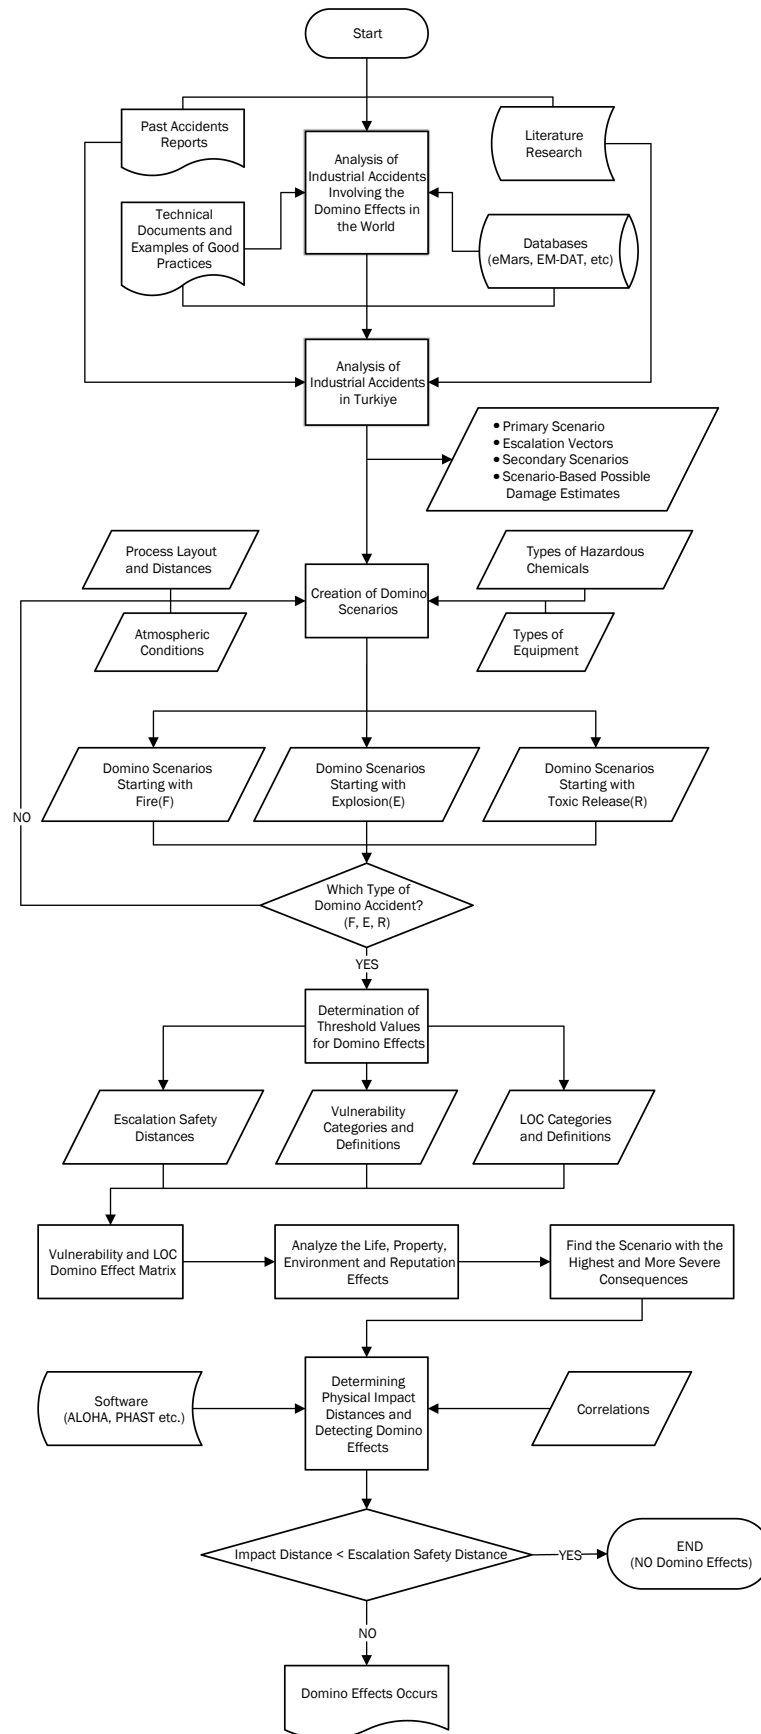 Start
Past Accidents
Reports
Literature
Research
Analysis of
Industrial Accidents
Involving the
Domino Effects in
the World
Technical
Documents and
Examples of Good
Practices
Databases
(eMars, EM-DAT, etc)
Analysis of
Industrial Accidents
in Turkiye
• Primary Scenario
• Escalation Vectors
• Secondary Scenarios
• Scenario-Based Possible
Damage Estimates
Process Layout
and Distances
Types of Hazardous
Chemicals
Creation of Domino
Scenarios
Atmospheric
Conditions
Types of
Equipment
Domino Scenarios
Starting with
Fire(F)
Domino Scenarios
Starting with
Explosion(E)
Domino Scenarios
Starting with
Toxic Release(R)
NO
Which Type of
Domino Accident?
(F, E, R)
YES
Determination of
Threshold Values
for Domino Effects
Escalation Safety
Distances
Vulnerability
Categories and
Definitions
LOC Categories
and Definitions
Vulnerability and LOC
Domino Effect Matrix
Analyze the Life, Property,
Environment and Reputation
Effects
Find the Scenario with the
Highest and More Severe
Consequences
Software
(ALOHA, PHAST etc.)
Determining
Physical Impact
Distances and
Detecting Domino
Effects
Correlations
Impact Distance < Escalation Safety Distance
YES
END
(NO Domino Effects)
NO
Domino Effects Occurs